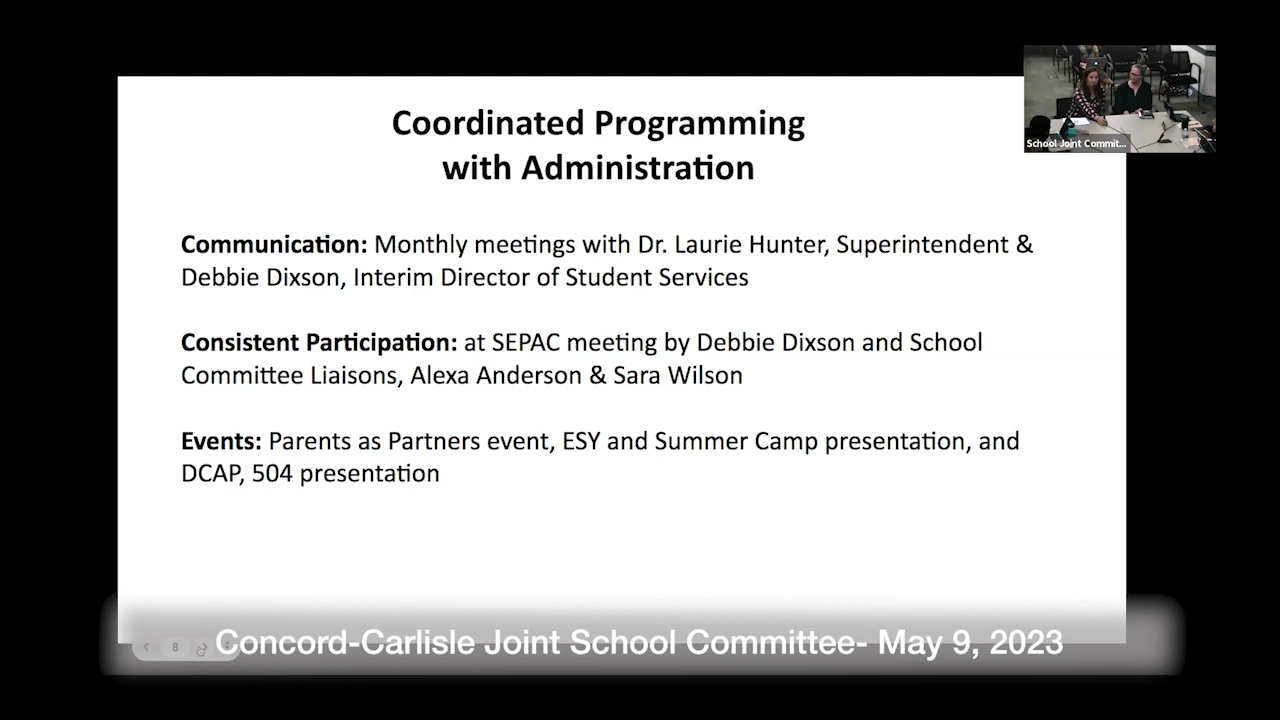 Coordinated Programming
with Administration
School Joint Commit...
Communication: Monthly meetings with Dr. Laurie Hunter, Superintendent &
Debbie Dixson, Interim Director of Student Services
Consistent Participation: at SEPAC meeting by Debbie Dixson and School
Committee Liaisons, Alexa Anderson & Sara Wilson
Events: Parents as Partners event, ESY and Summer Camp presentation, and
DCAP, 504 presentation
8
Concord-Carlisle Joint School Committee- May 9, 2023